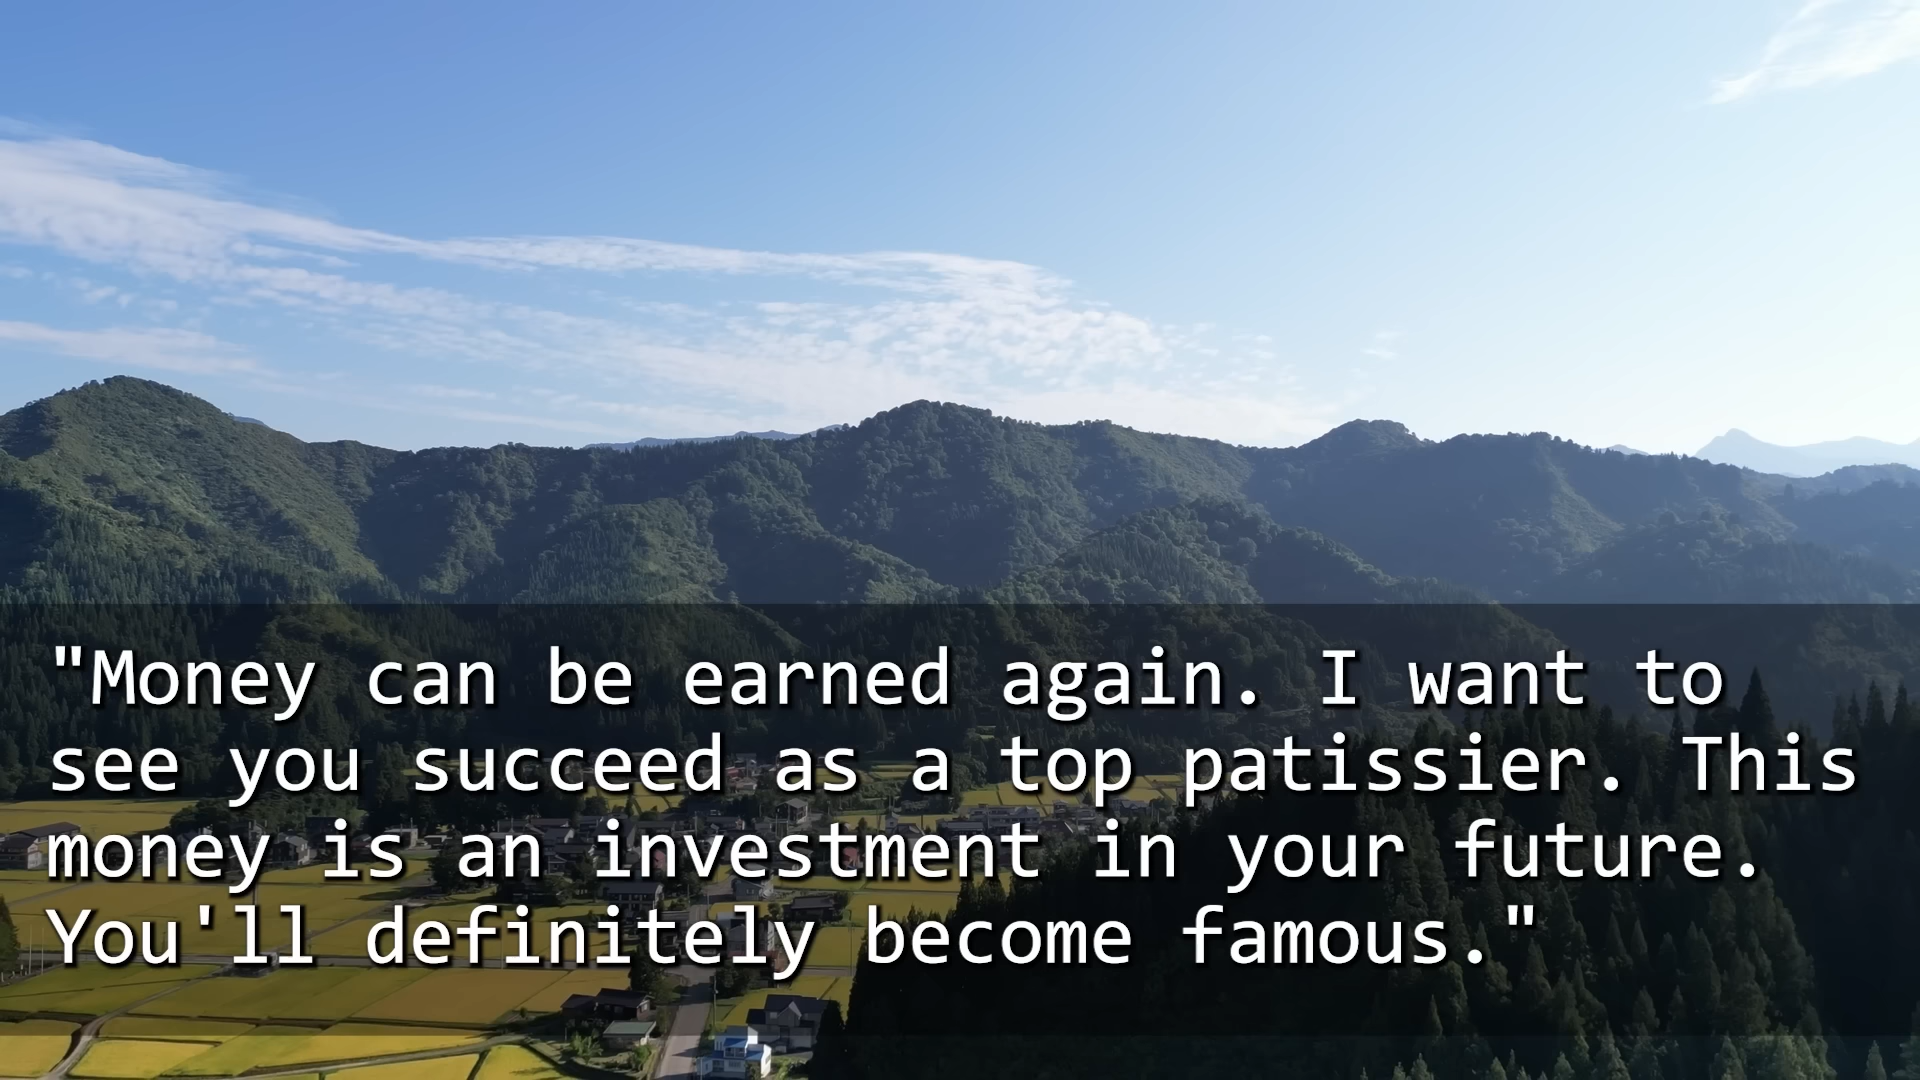 "Money can be earned again. I want to
see you succeed as a top patissier. This
money is an investment in your future.
You'll definitely become famous."